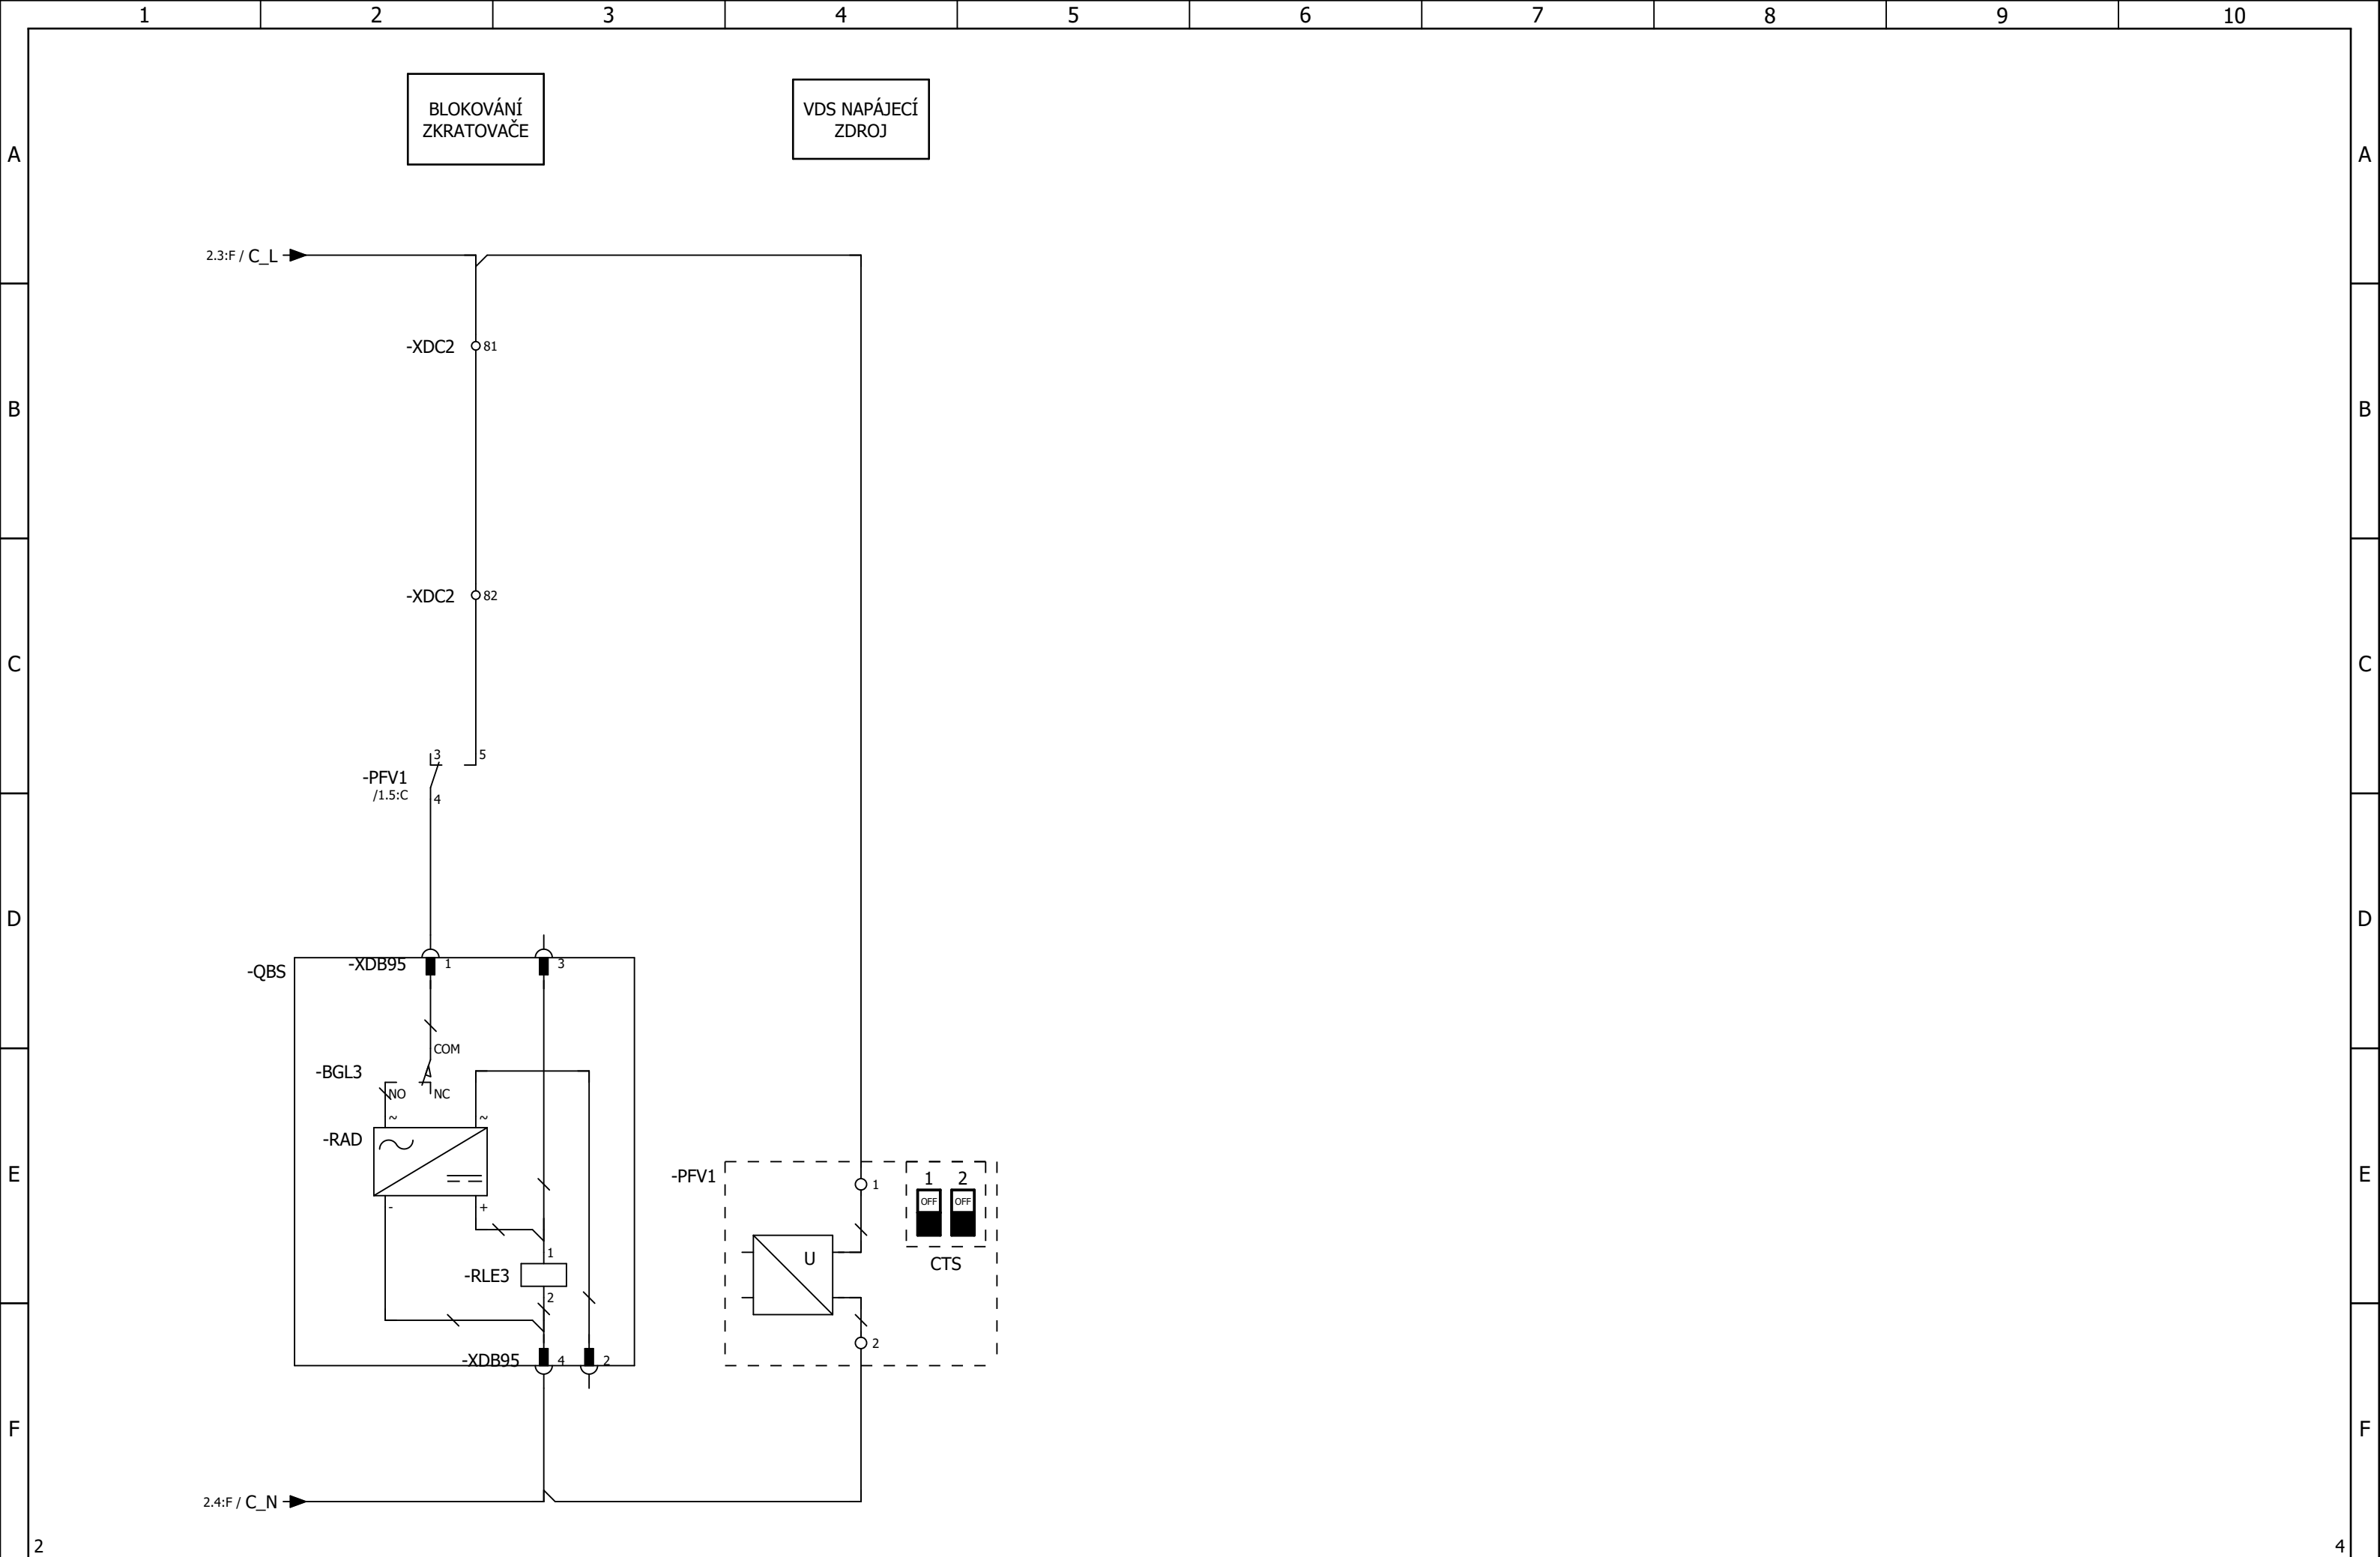 1 2 3 4 5 6 7 8 9 10
BLOKOVÁNÍ
ZKRATOVAČE
VDS NAPÁJECÍ
ZDROJ
A A
2.3:F / C_L
-XDC2 81
B B
-XDC2 82
C C
3 5
-PFV1
/1.5:C
4
D D
-XDB95 1 3
-QBS
COM
-BGL3
NO NC
~ ~
-RAD
E E
-PFV1 1 1 2
OFF OFF
- +
U
CTS
1
-RLE3
2
2
-XDB95 4 2
F F
2.4:F / C_N
2 4